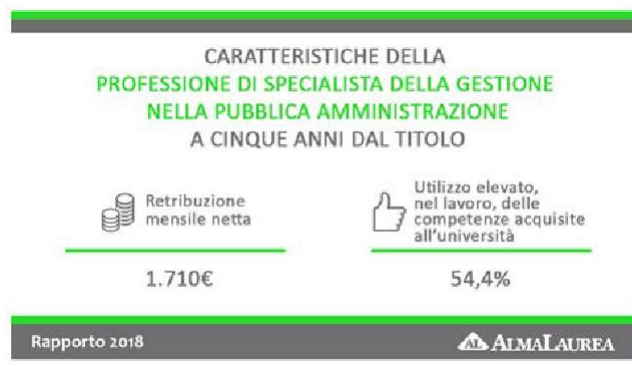 CARATTERISTICHE DELLA
PROFESSIONE DI SPECIALISTA DELLA GESTIONE
NELLA PUBBLICA AMMINISTRAZIONE
A CINQUE ANNI DAL TITOLO
Retribuzione
mensile netta
1.710€
Utilizzo elevato,
nel lavoro, delle
competenze acquisite
all'università
54,4%
Rapporto 2018
AL ALMALAUREA